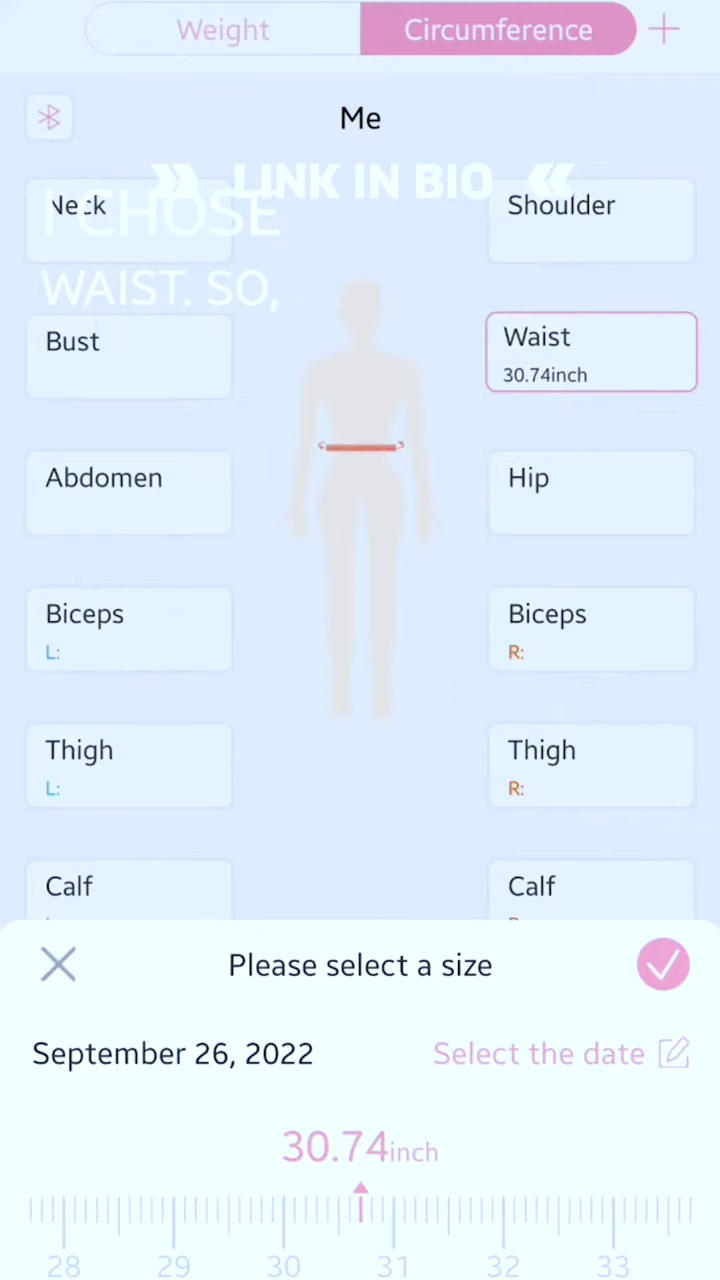 Weight Circumference
Me
» LINK IN BIO «
I CHOSE
WAIST. SO,
Neck Shoulder
Bust Waist
30.74inch
Abdomen Hip
Biceps Biceps
L: R:
Thigh Thigh
L: R:
Calf Calf
Please select a size
September 26, 2022 Select the date
30.74inch
28 29 30 31 32 33